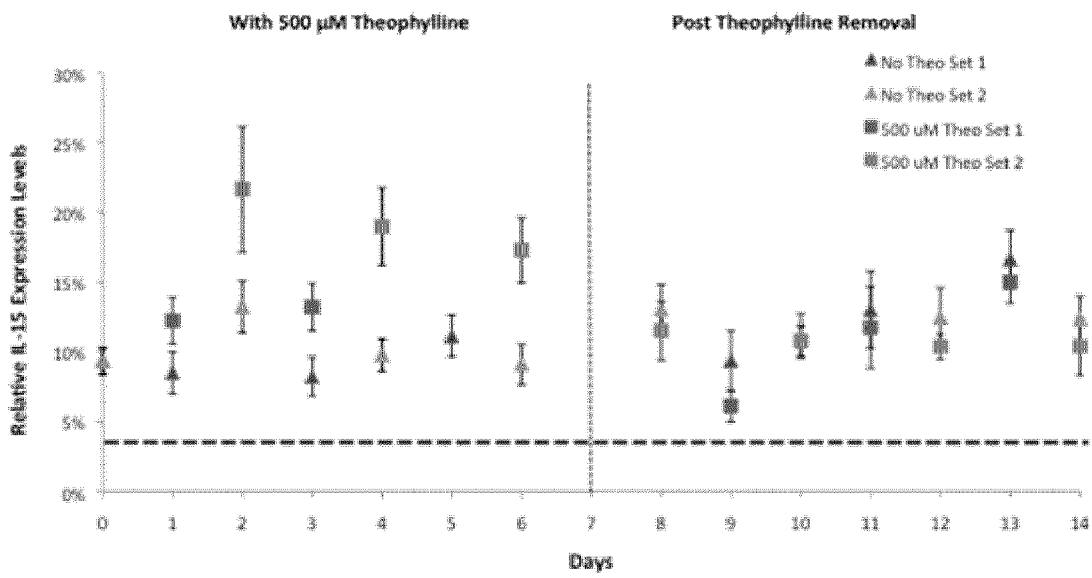 With 500 µM Theophylline
Post Theophylline Removal
No Theo Set 1
No Theo Set 2
500 uM Theo Set 1
500 uM Theo Set 2
Relative IL-15 Expression Levels
30%
25%
20%
15%
10%
5%
0%
0 1 2 3 4 5 6 7 8 9 10 11 12 13 14
Days